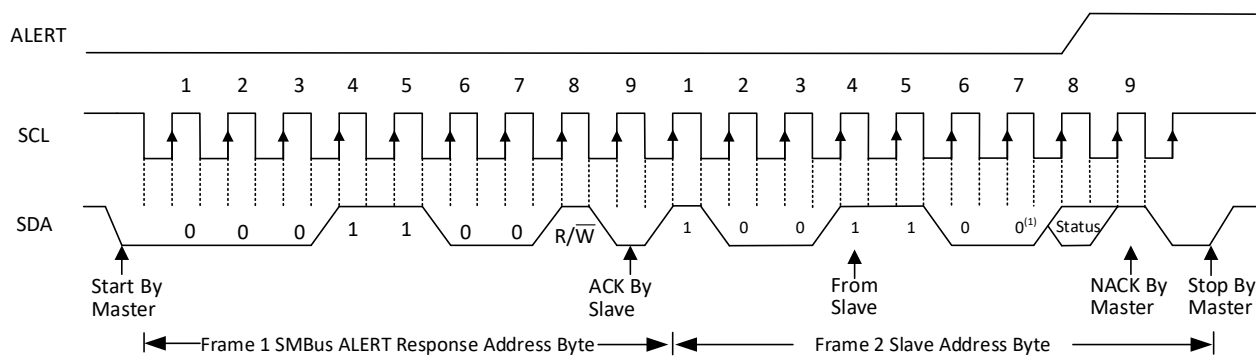 ALERT
1 2 3 4 5 6 7 8 9 1 2 3 4 5 6 7 8 9
SCL
SDA
0 0 0 1 1 0 0 R/W̅ 1 0 0 1 1 0 0⁽¹⁾ Status
Start By
Master
ACK By
Slave
From
Slave
NACK By
Master
Stop By
Master
Frame 1 SMBus ALERT Response Address Byte
Frame 2 Slave Address Byte